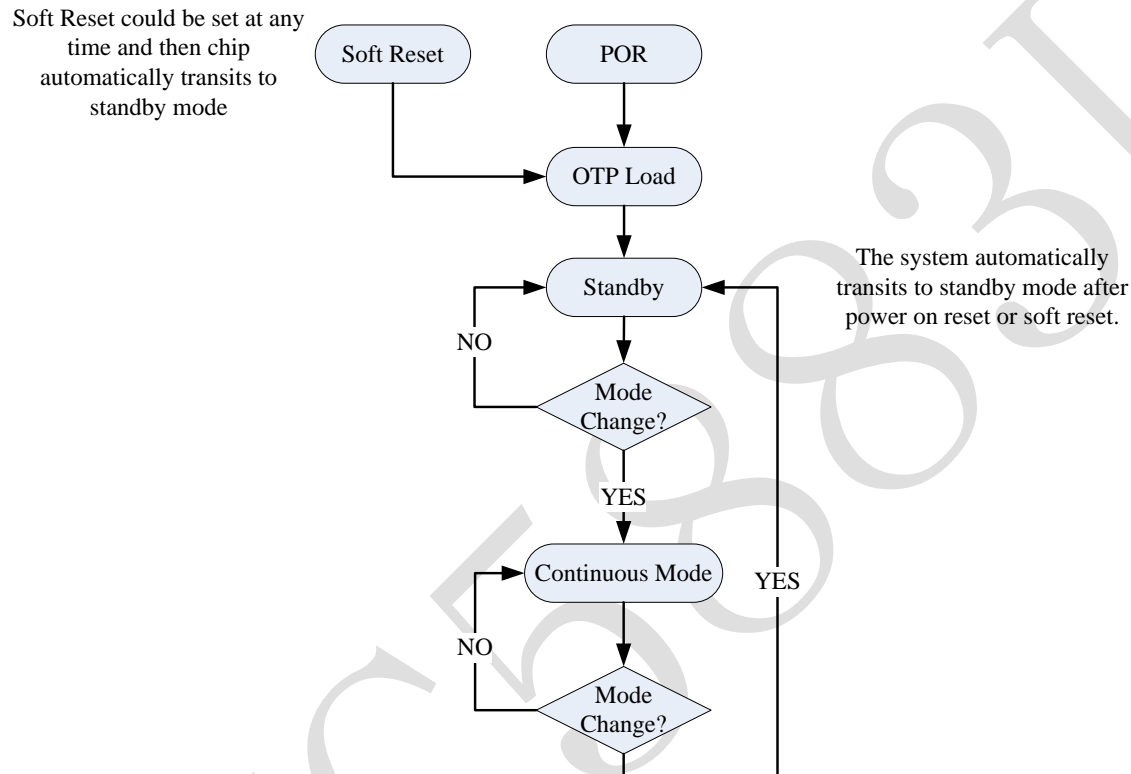 Soft Reset could be set at any
time and then chip
automatically transits to
standby mode
Soft Reset
POR
OTP Load
The system automatically
transits to standby mode after
power on reset or soft reset.
Standby
NO
Mode
Change?
YES
Continuous Mode
YES
NO
Mode
Change?